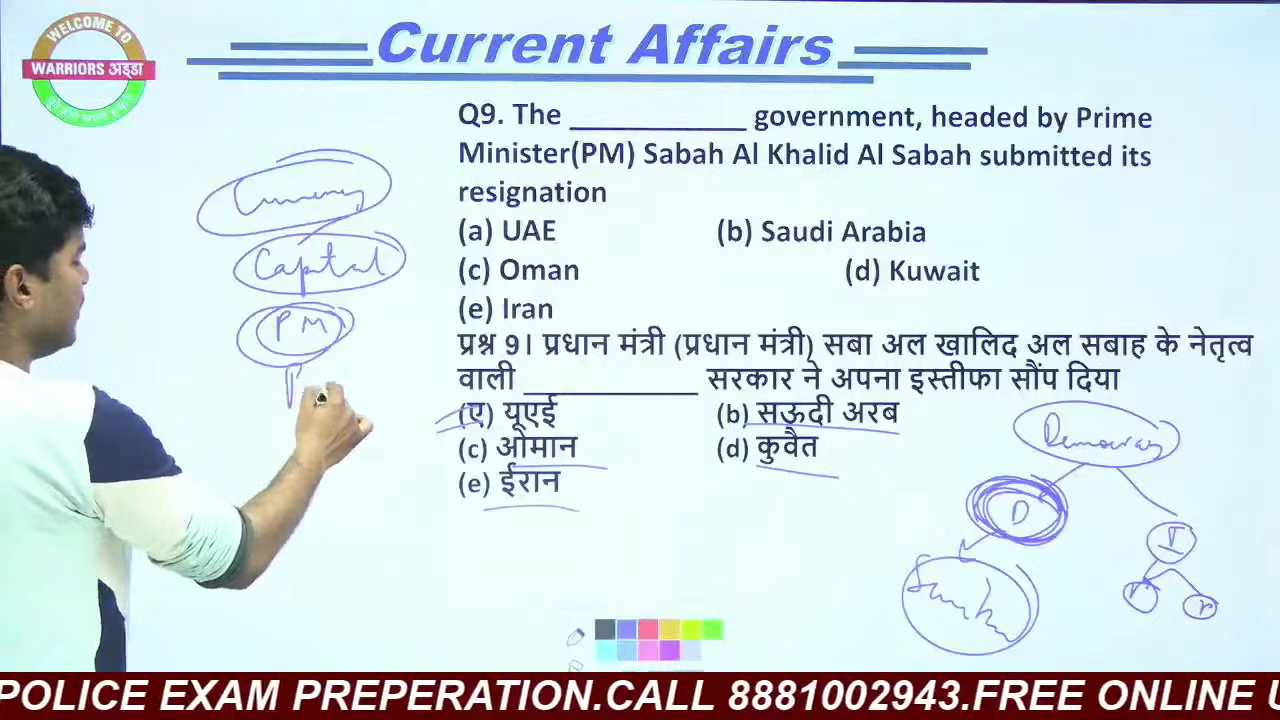 WELCOME TO
WARRIORS अड्डा
Current Affairs
Q9. The ____________ government, headed by Prime
Minister(PM) Sabah Al Khalid Al Sabah submitted its
resignation
(a) UAE (b) Saudi Arabia
(c) Oman (d) Kuwait
(e) Iran
प्रश्न 9। प्रधान मंत्री (प्रधान मंत्री) सबा अल खालिद अल सबाह के नेतृत्व
वाली ____________ सरकार ने अपना इस्तीफा सौंप दिया
(ए) यूएई (b) सऊदी अरब
(c) ओमान (d) कुवैत
(e) ईरान
Currency
Capital
PM
Democracy
D
I
r
POLICE EXAM PREPERATION.CALL 8881002943.FREE ONLINE U